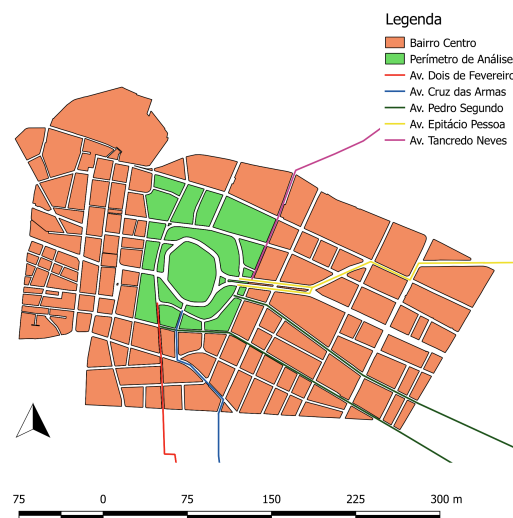 Legenda
Bairro Centro
Perímetro de Análise
Av. Dois de Fevereiro
Av. Cruz das Armas
Av. Pedro Segundo
Av. Epitácio Pessoa
Av. Tancredo Neves
75 0 75 150 225 300 m